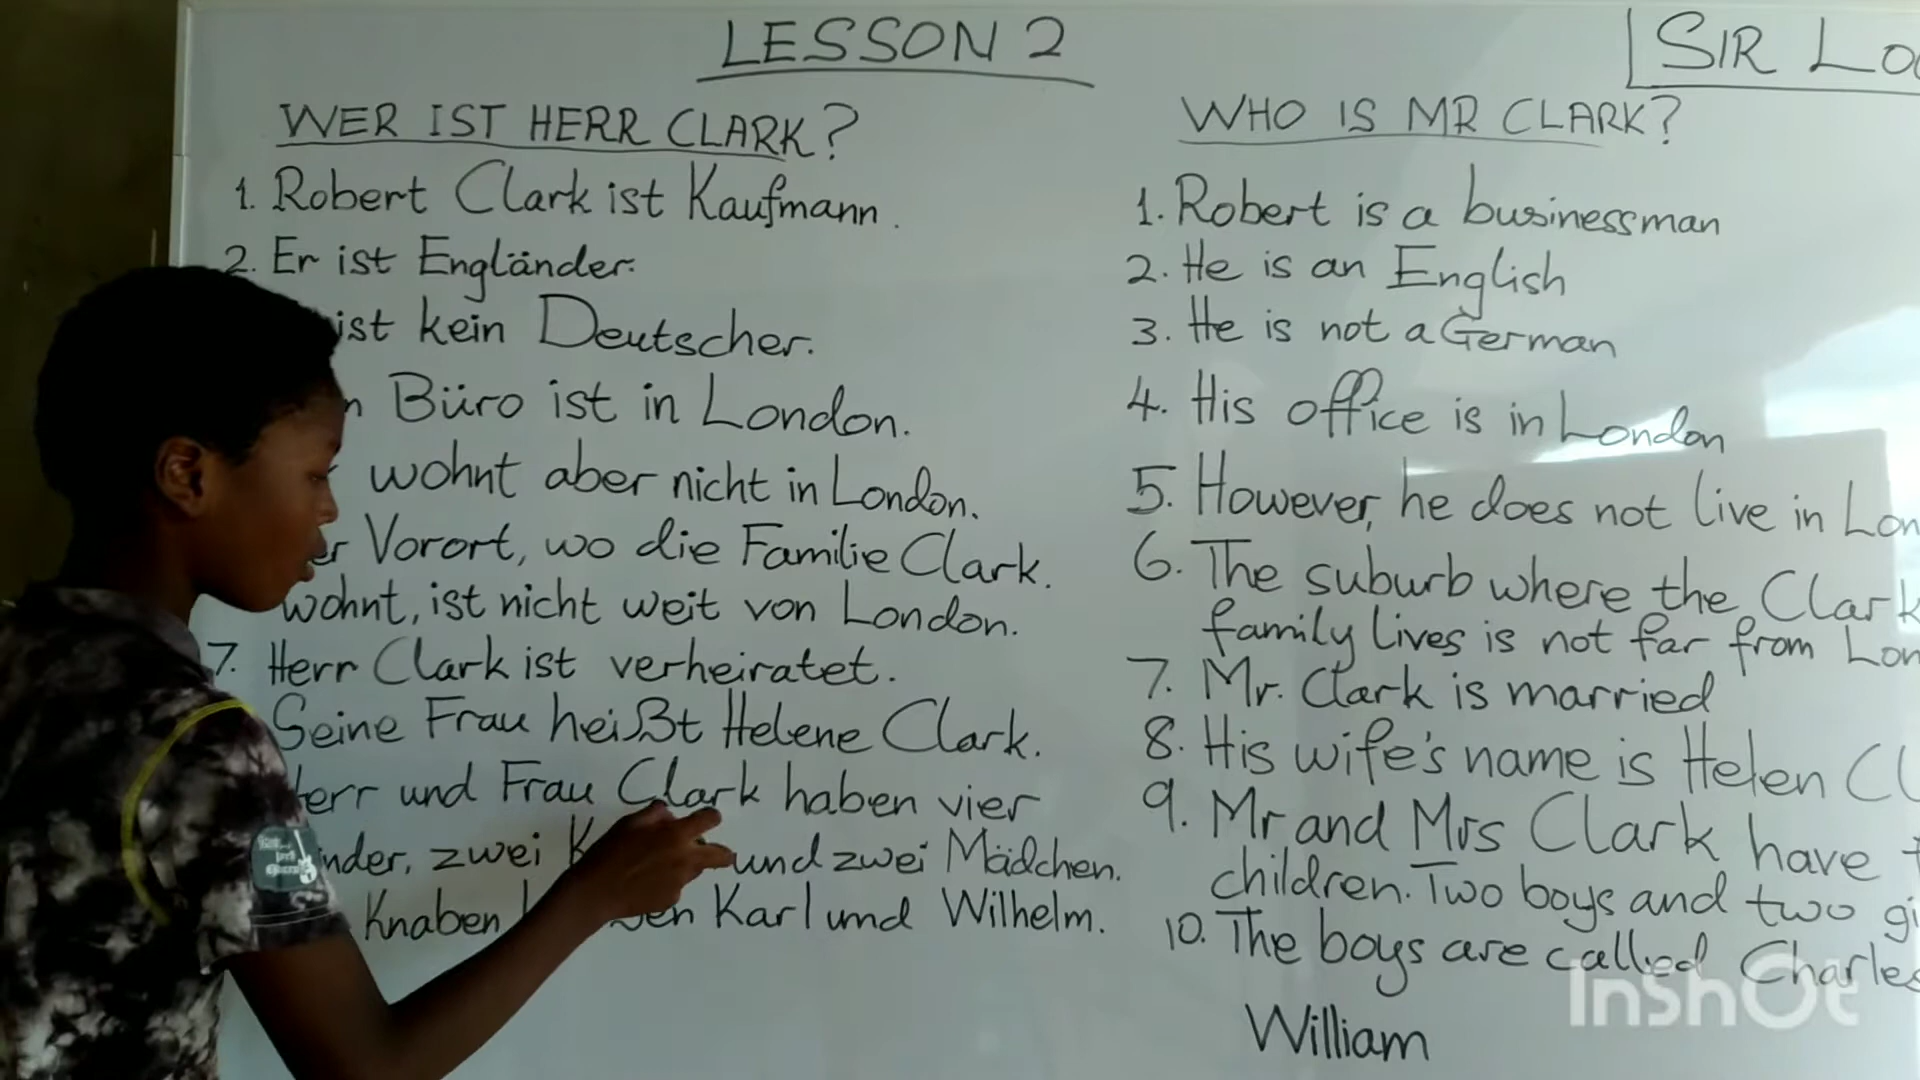 LESSON 2
SIR
WER IST HERR CLARK?
1. Robert Clark ist Kaufmann.
2. Er ist Engländer.
ist kein Deutscher.
Büro ist in London.
wohnt aber nicht in London.
Vorort, wo die Familie Clark.
wohnt, ist nicht weit von London.
7. Herr Clark ist verheiratet.
Seine Frau heißt Helene Clark.
Herr und Frau Clark haben vier
zwei und zwei Mädchen.
Knaben Karl und Wilhelm.
WHO IS MR CLARK?
1. Robert is a businessman
2. He is an English
3. He is not a German
4. His office is in London
5. However, he does not live in
6. The suburb where the Clark
family lives is not far from
7. Mr. Clark is married
8. His wife's name is Helen
9. Mr and Mrs Clark have
children. Two boys and two
10. The boys are called Charles
William
InShOt